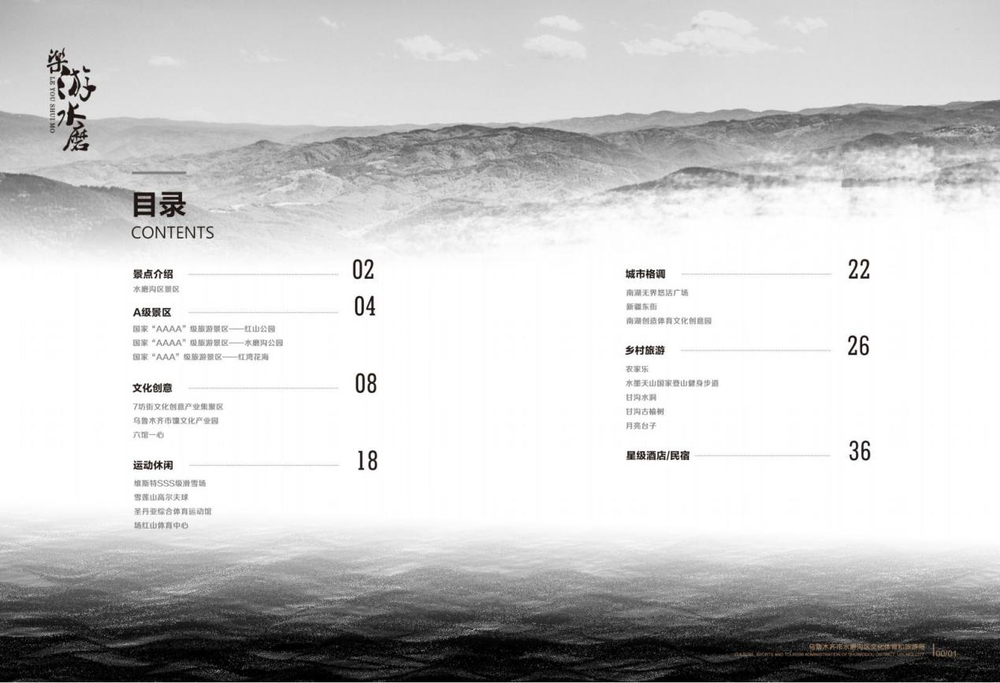 樂游水磨
LE YOU SHUI MO
目录
CONTENTS
景点介绍 02
水磨沟区景区
A级景区 04
国家“AAAA”级旅游景区——红山公园
国家“AAAA”级旅游景区——水磨沟公园
国家“AAA”级旅游景区——红湾花海
文化创意 08
7坊街文化创意产业集聚区
乌鲁木齐市馕文化产业园
六馆一心
运动休闲 18
维斯特SSS级滑雪场
雪莲山高尔夫球
圣丹亚综合体育运动馆
场红山体育中心
城市格调 22
南湖无界悠活广场
新疆东街
南湖创造体育文化创意园
乡村旅游 26
农家乐
水墨天山国家登山健身步道
甘沟水洞
甘沟古榆树
月亮台子
星级酒店/民宿 36
乌鲁木齐市水磨沟区文化体育和旅游局
CULTURE, SPORTS AND TOURISM ADMINISTRATION OF SHUIMOGOU DISTRICT, URUMQI CITY
00/01